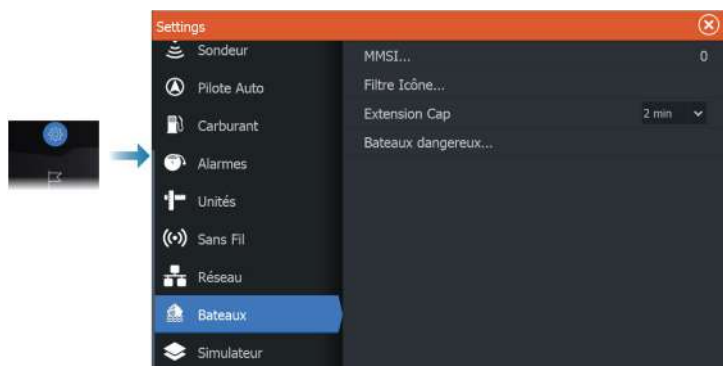 Settings
Sondeur
Pilote Auto
Carburant
Alarmes
Unités
Sans Fil
Réseau
Bateaux
Simulateur
MMSI... 0
Filtre Icône...
Extension Cap 2 min
Bateaux dangereux...